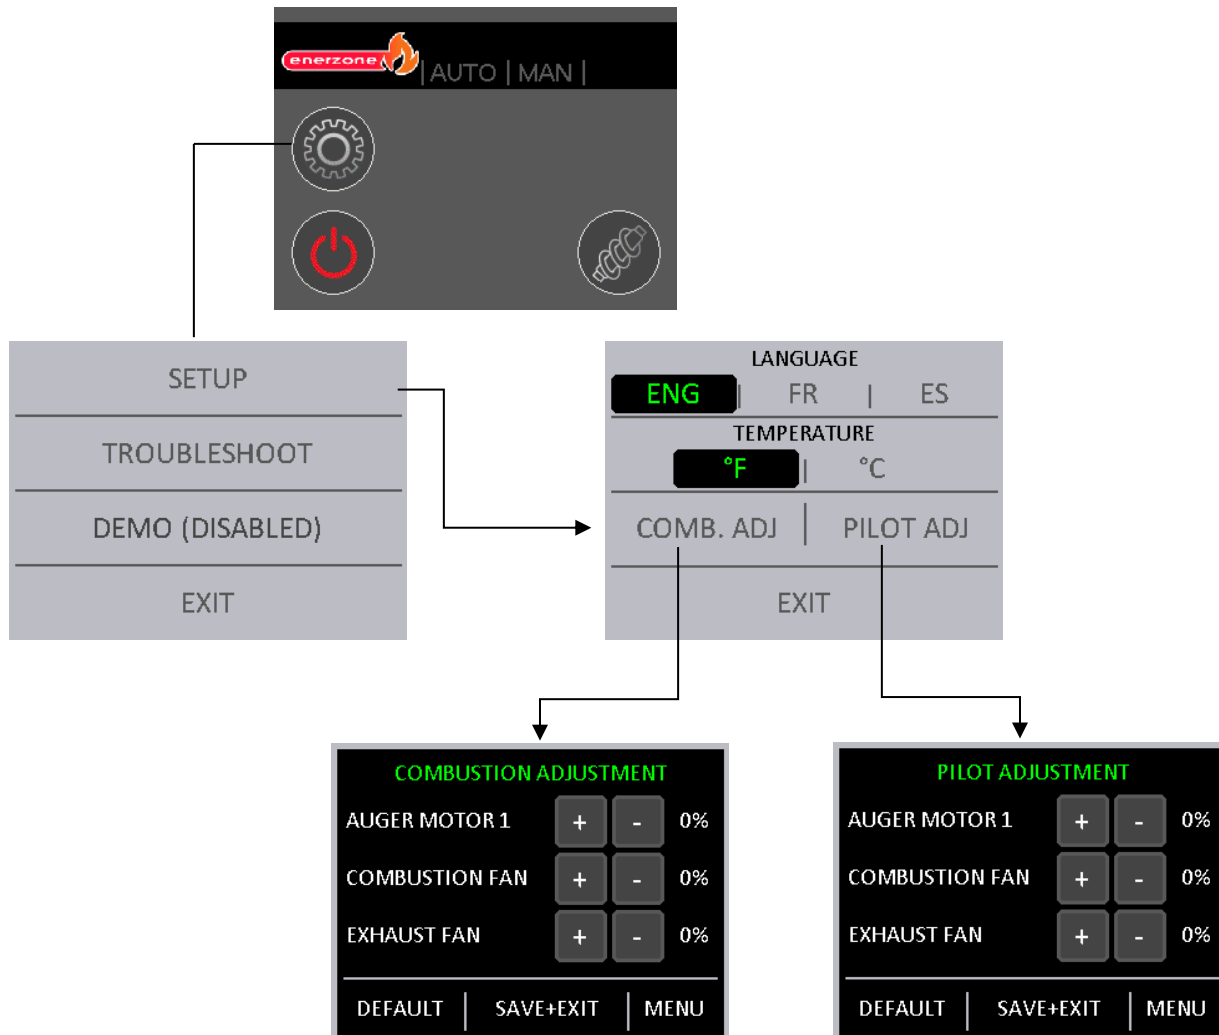 enerzone | AUTO | MAN |
SETUP
TROUBLESHOOT
DEMO (DISABLED)
EXIT
LANGUAGE
ENG | FR | ES
TEMPERATURE
°F | °C
COMB. ADJ | PILOT ADJ
EXIT
COMBUSTION ADJUSTMENT
AUGER MOTOR 1 + - 0%
COMBUSTION FAN + - 0%
EXHAUST FAN + - 0%
DEFAULT | SAVE+EXIT | MENU
PILOT ADJUSTMENT
AUGER MOTOR 1 + - 0%
COMBUSTION FAN + - 0%
EXHAUST FAN + - 0%
DEFAULT | SAVE+EXIT | MENU